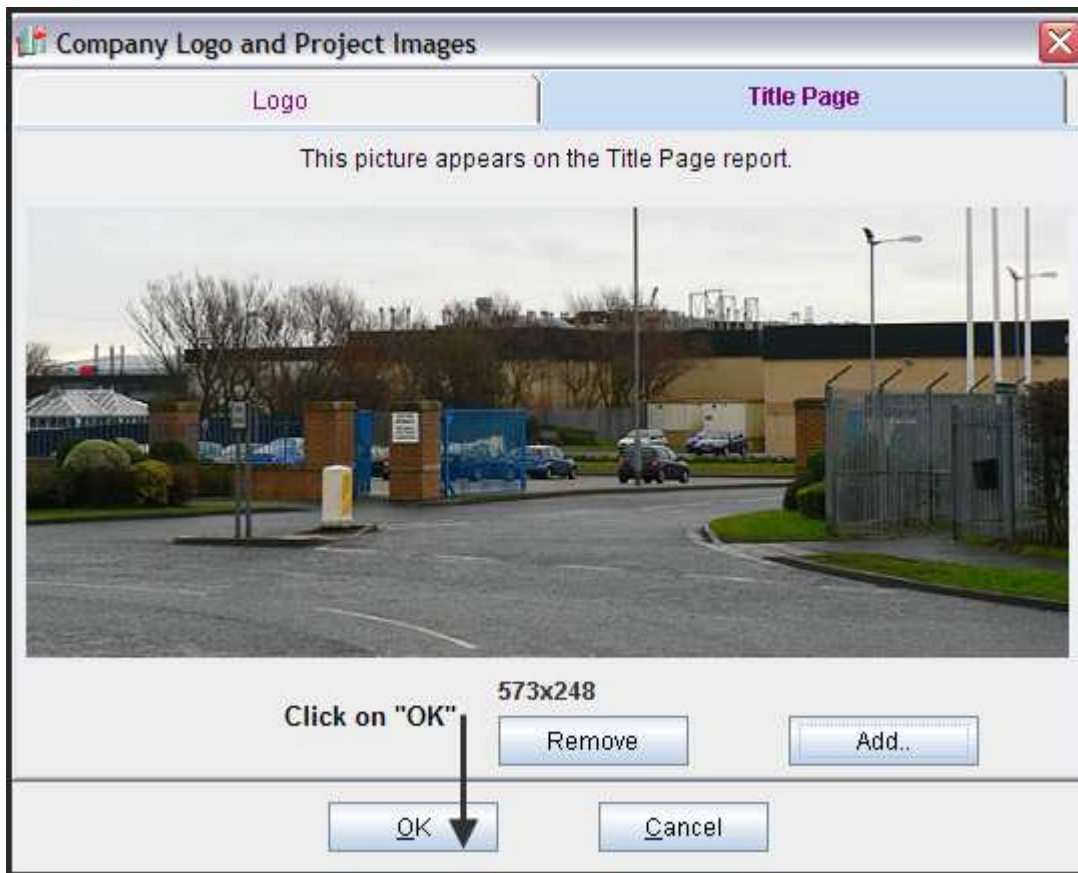 Company Logo and Project Images
Logo
Title Page
This picture appears on the Title Page report.
573x248
Click on "OK"
Remove
Add..
OK
Cancel